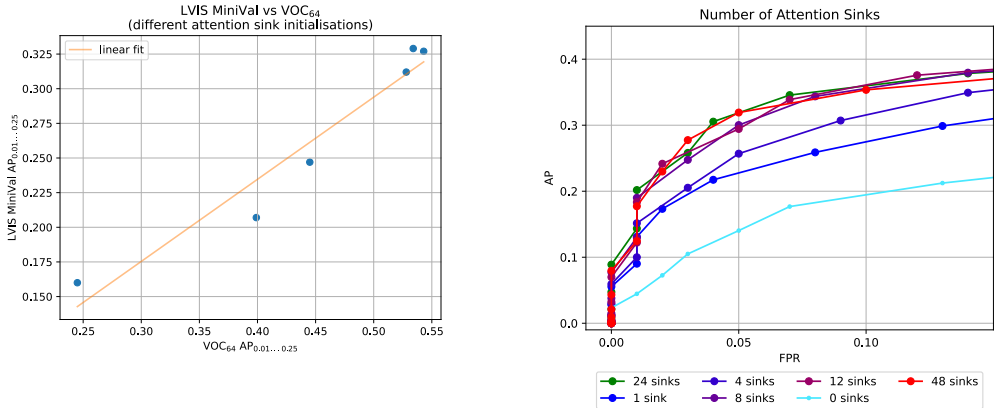 LVIS MiniVal vs VOC₆₄
(different attention sink initialisations)
linear fit
LVIS MiniVal AP₀.₀₁...₀.₂₅
0.325
0.300
0.275
0.250
0.225
0.200
0.175
0.150
0.25 0.30 0.35 0.40 0.45 0.50 0.55
VOC₆₄ AP₀.₀₁...₀.₂₅
Number of Attention Sinks
AP
0.4
0.3
0.2
0.1
0.0
0.00 0.05 0.10
FPR
24 sinks 4 sinks 12 sinks 48 sinks
1 sink 8 sinks 0 sinks